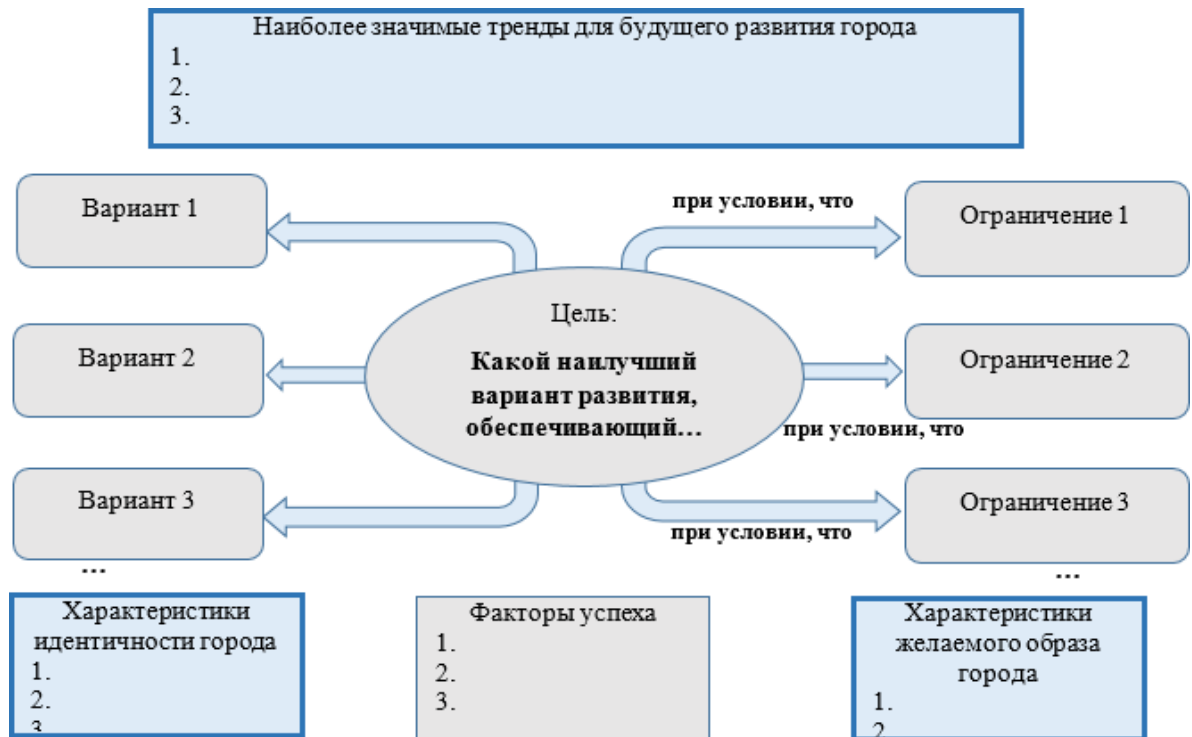 Наиболее значимые тренды для будущего развития города
1.
2.
3.
Вариант 1
при условии, что
Ограничение 1
Цель:
Какой наилучший
вариант развития,
обеспечивающий…
Вариант 2
Ограничение 2
при условии, что
Вариант 3
Ограничение 3
при условии, что
…
…
Характеристики
идентичности города
1.
2.
3.
Факторы успеха
1.
2.
3.
Характеристики
желаемого образа
города
1.
2.